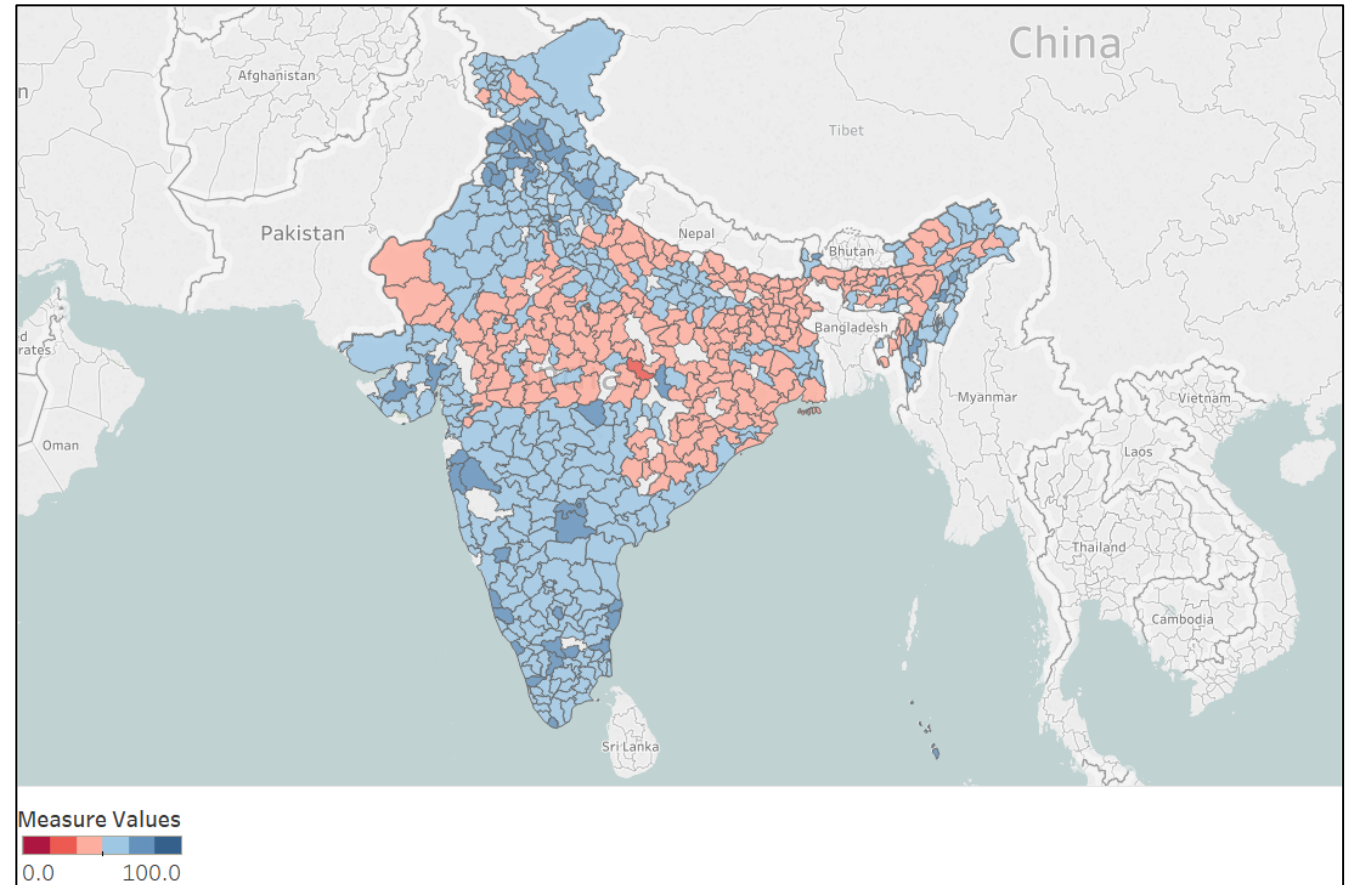 China
Afghanistan
n
Tibet
Pakistan
Nepal
Bhutan
Bangladesh
d
rates
Myanmar
Vietnam
Oman
Laos
Thailand
Cambodia
Sri Lanka
Measure Values
0.0 100.0